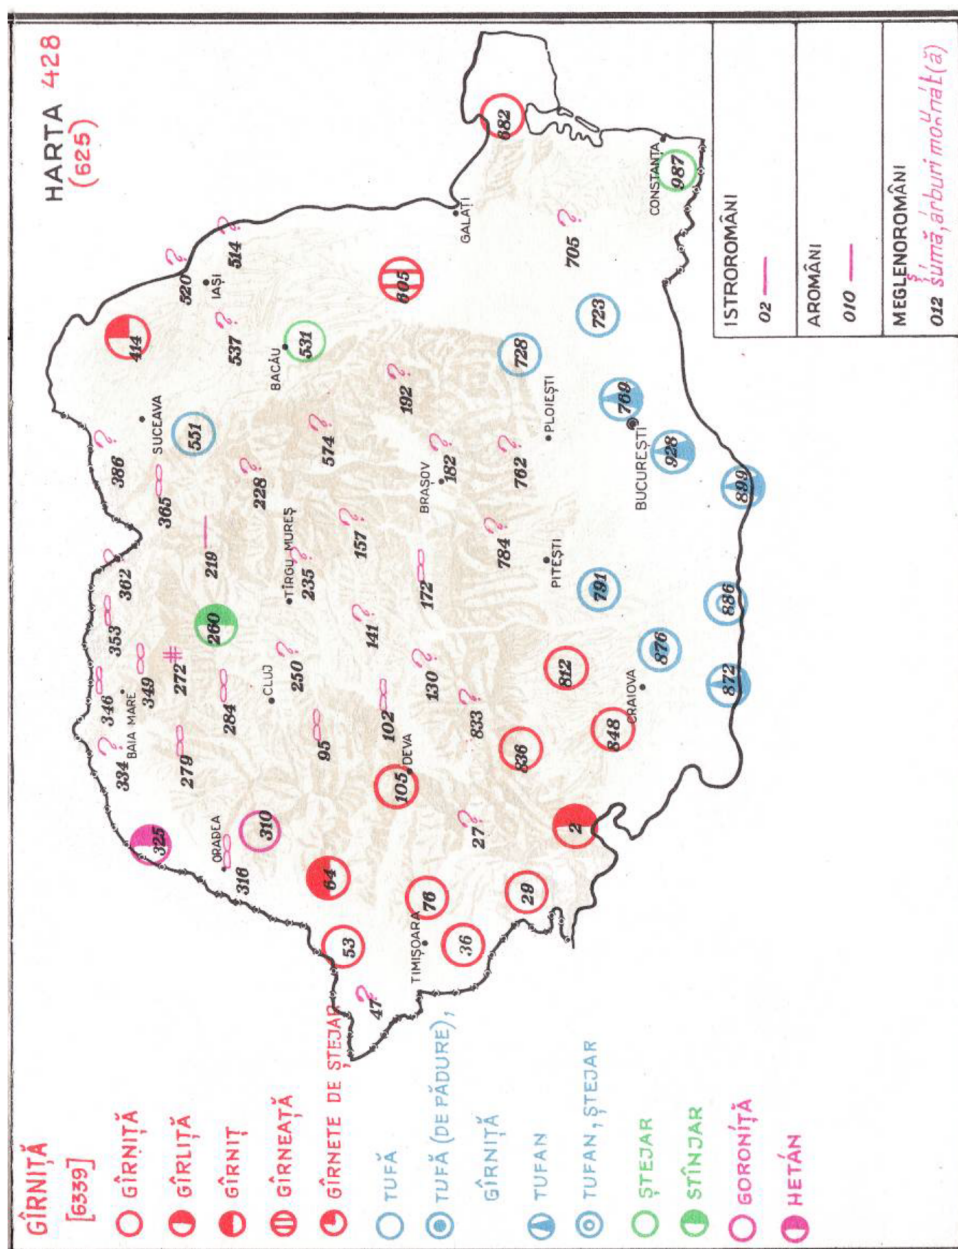 HARTA 428
(625)
GÎRNIȚĂ
[6339]
GÎRNIȚĂ
GÎRLIȚĂ
GÎRNIȚ
GÎRNEAȚĂ
GÎRNETE DE ȘTEJAR
TUFĂ
TUFĂ (DE PĂDURE),
GÎRNIȚĂ
TUFAN
TUFAN, ȘTEJAR
ȘTEJAR
STÎNJAR
GORONÍȚĂ
HETÁN
334
346
353
362
386
BAIA MARE
349
365
SUCEAVA
414
520
325
279
272
219
551
514
ORADEA
316
284
260
228
537
IAȘI
310
CLUJ
250
TÎRGU MUREȘ
235
BACĂU
531
53
64
95
157
574
47
141
105
DEVA
102
192
605
TIMIȘOARA
76
130
172
BRAȘOV
182
GALAȚI
36
27
833
784
762
682
29
836
728
2
812
PITEȘTI
PLOIEȘTI
705
848
791
723
CRAIOVA
876
BUCUREȘTI
769
928
CONSTANȚA
987
872
886
899
ISTROROMÂNI
02
AROMÂNI
010
MEGLENOROMÂNI
012